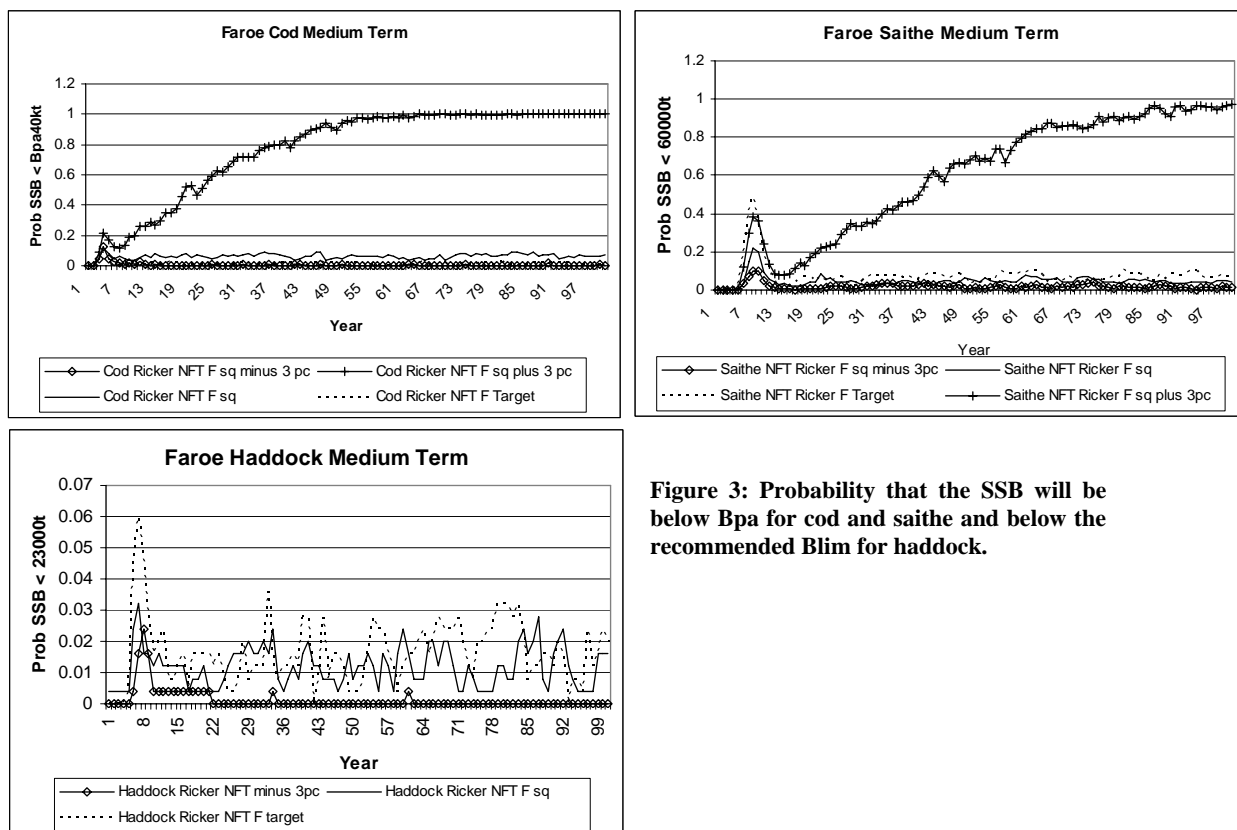 Faroe Cod Medium Term
Prob SSB < Bpa40kt
1.2
1
0.8
0.6
0.4
0.2
0
1 7 13 19 25 31 37 43 49 55 61 67 73 79 85 91 97
Year
Cod Ricker NFT F sq minus 3 pc
Cod Ricker NFT F sq plus 3 pc
Cod Ricker NFT F sq
Cod Ricker NFT F Target
Faroe Saithe Medium Term
Prob SSB < 60000t
1.2
1
0.8
0.6
0.4
0.2
0
1 7 13 19 25 31 37 43 49 55 61 67 73 79 85 91 97
Year
Saithe NFT Ricker F sq minus 3pc
Saithe NFT Ricker F sq
Saithe NFT Ricker F Target
Saithe NFT Ricker F sq plus 3pc
Faroe Haddock Medium Term
Prob SSB < 23000t
0.07
0.06
0.05
0.04
0.03
0.02
0.01
0
1 8 15 22 29 36 43 50 57 64 71 78 85 92 99
Year
Haddock Ricker NFT minus 3pc
Haddock Ricker NFT F sq
Haddock Ricker NFT F target
Figure 3: Probability that the SSB will be
below Bpa for cod and saithe and below the
recommended Blim for haddock.